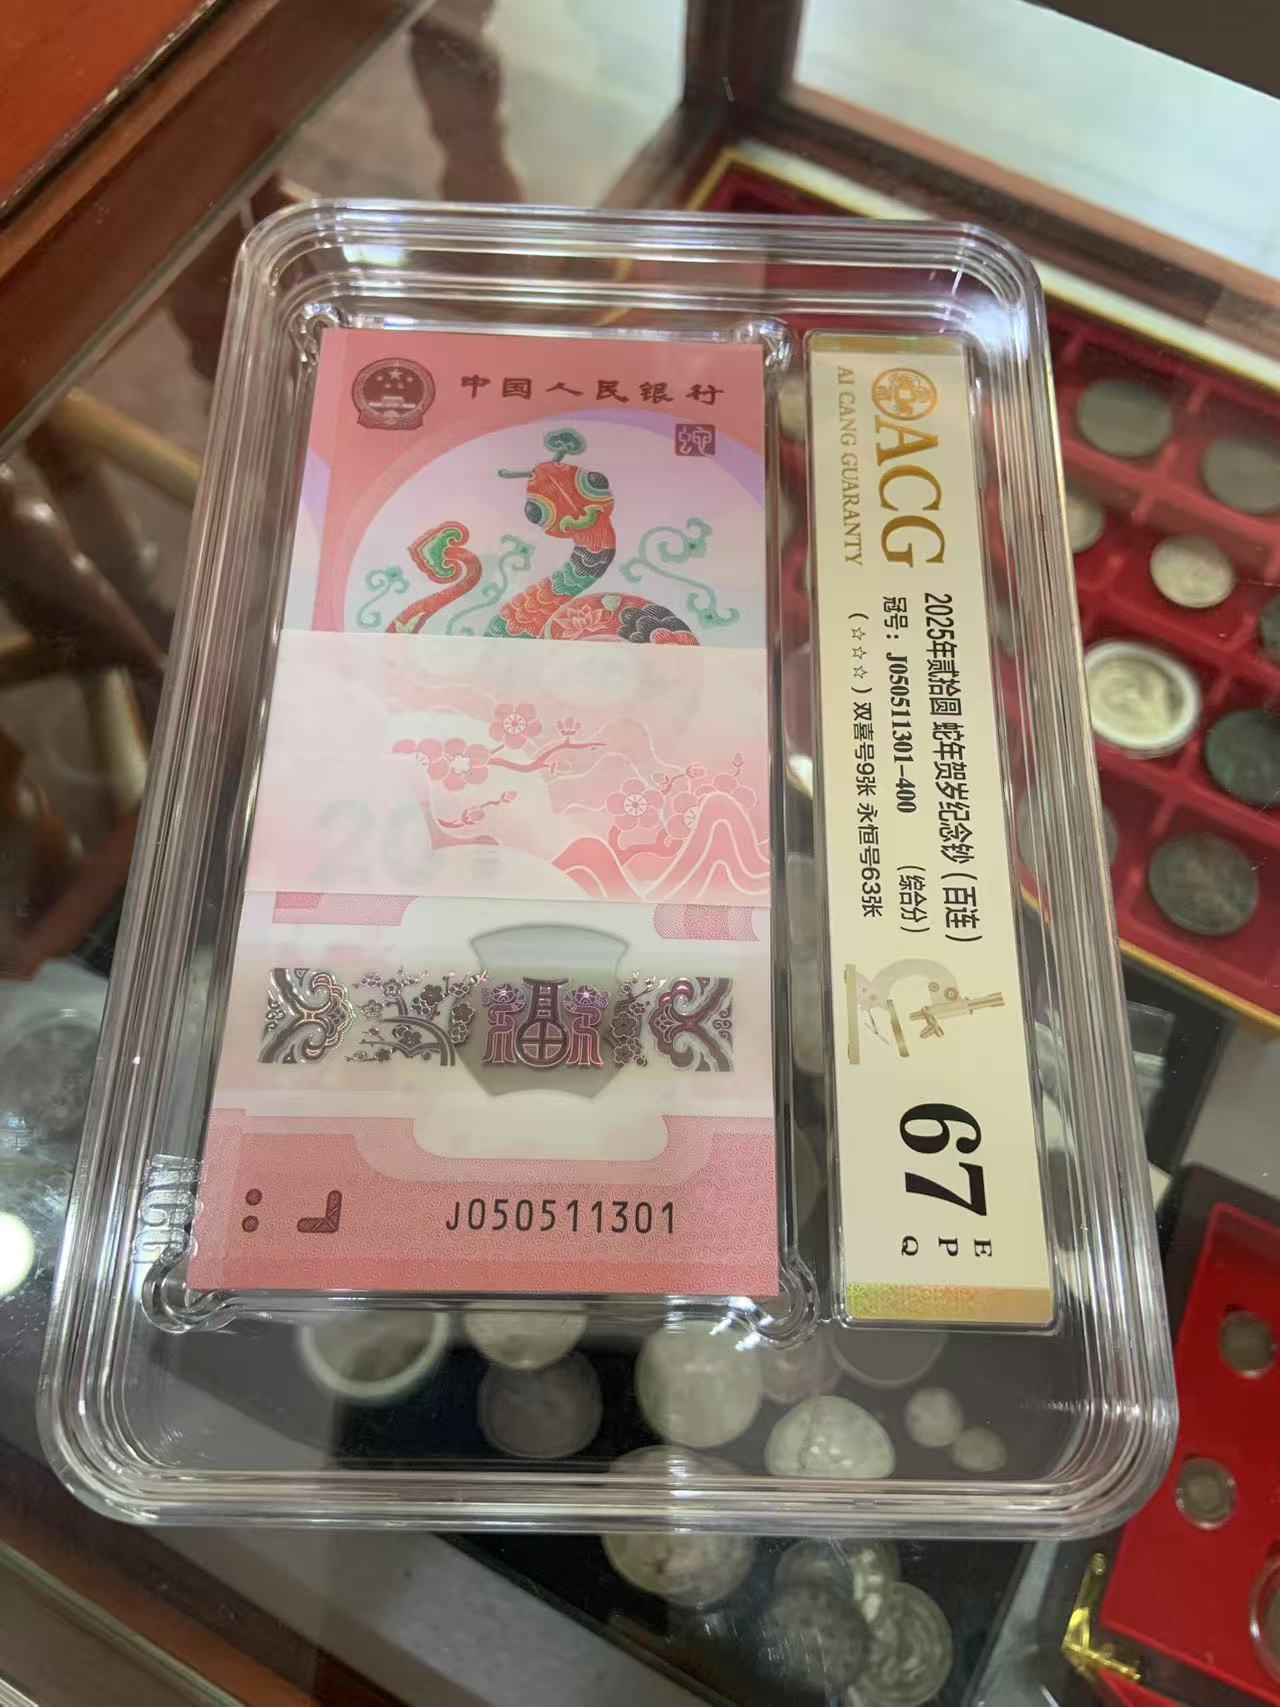 中国人民银行
蛇
J050511301
ACG
AI CANG GUARANTY
2025年贰拾圆 蛇年贺岁纪念钞（百连）
冠号：J050511301-400 （综合分）
（☆☆☆）双喜号9张 永恒号63张
67
E
P
Q
ACG